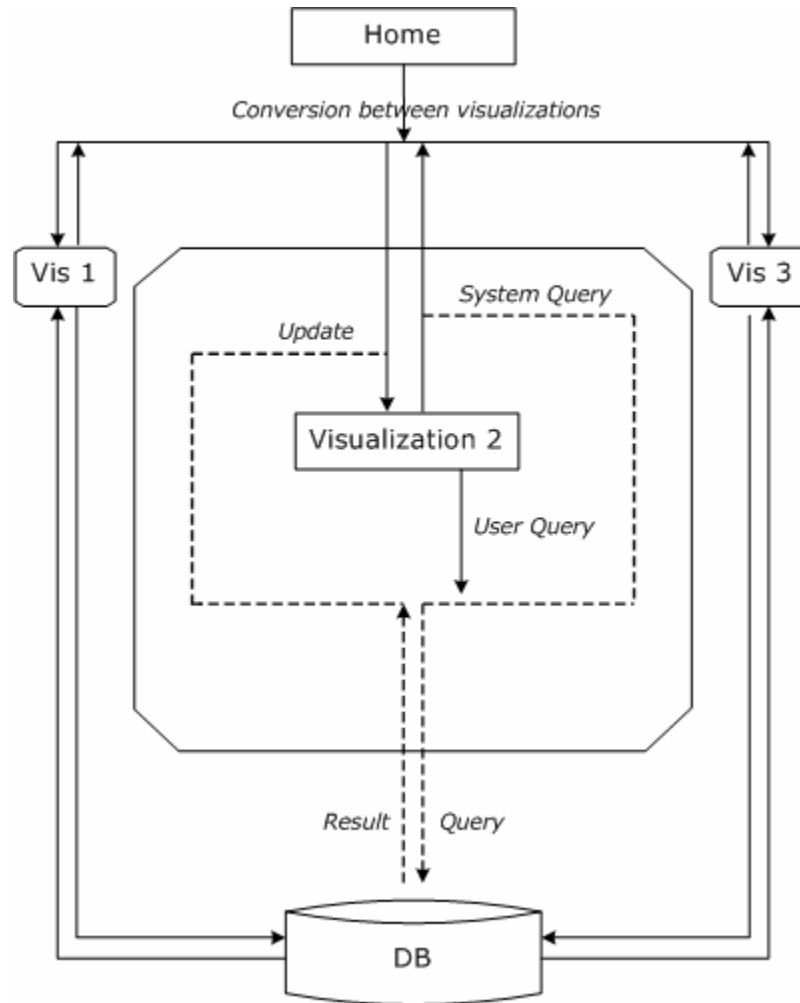 Home
Conversion between visualizations
Vis 1
Vis 3
System Query
Update
Visualization 2
User Query
Result
Query
DB